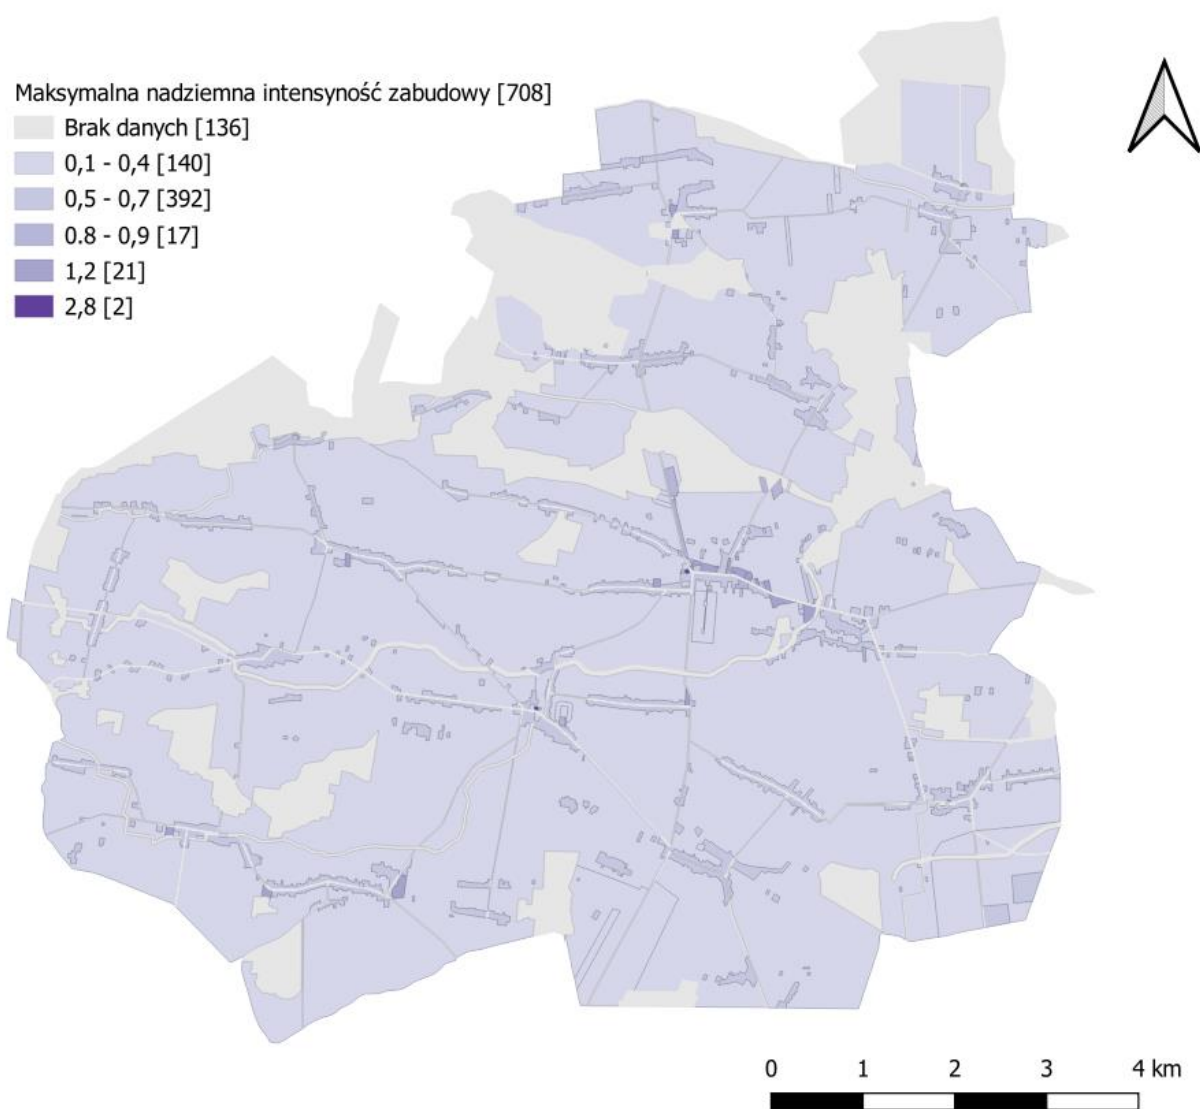 Maksymalna nadziemna intensyność zabudowy [708]
Brak danych [136]
0,1 - 0,4 [140]
0,5 - 0,7 [392]
0.8 - 0,9 [17]
1,2 [21]
2,8 [2]
0 1 2 3 4 km